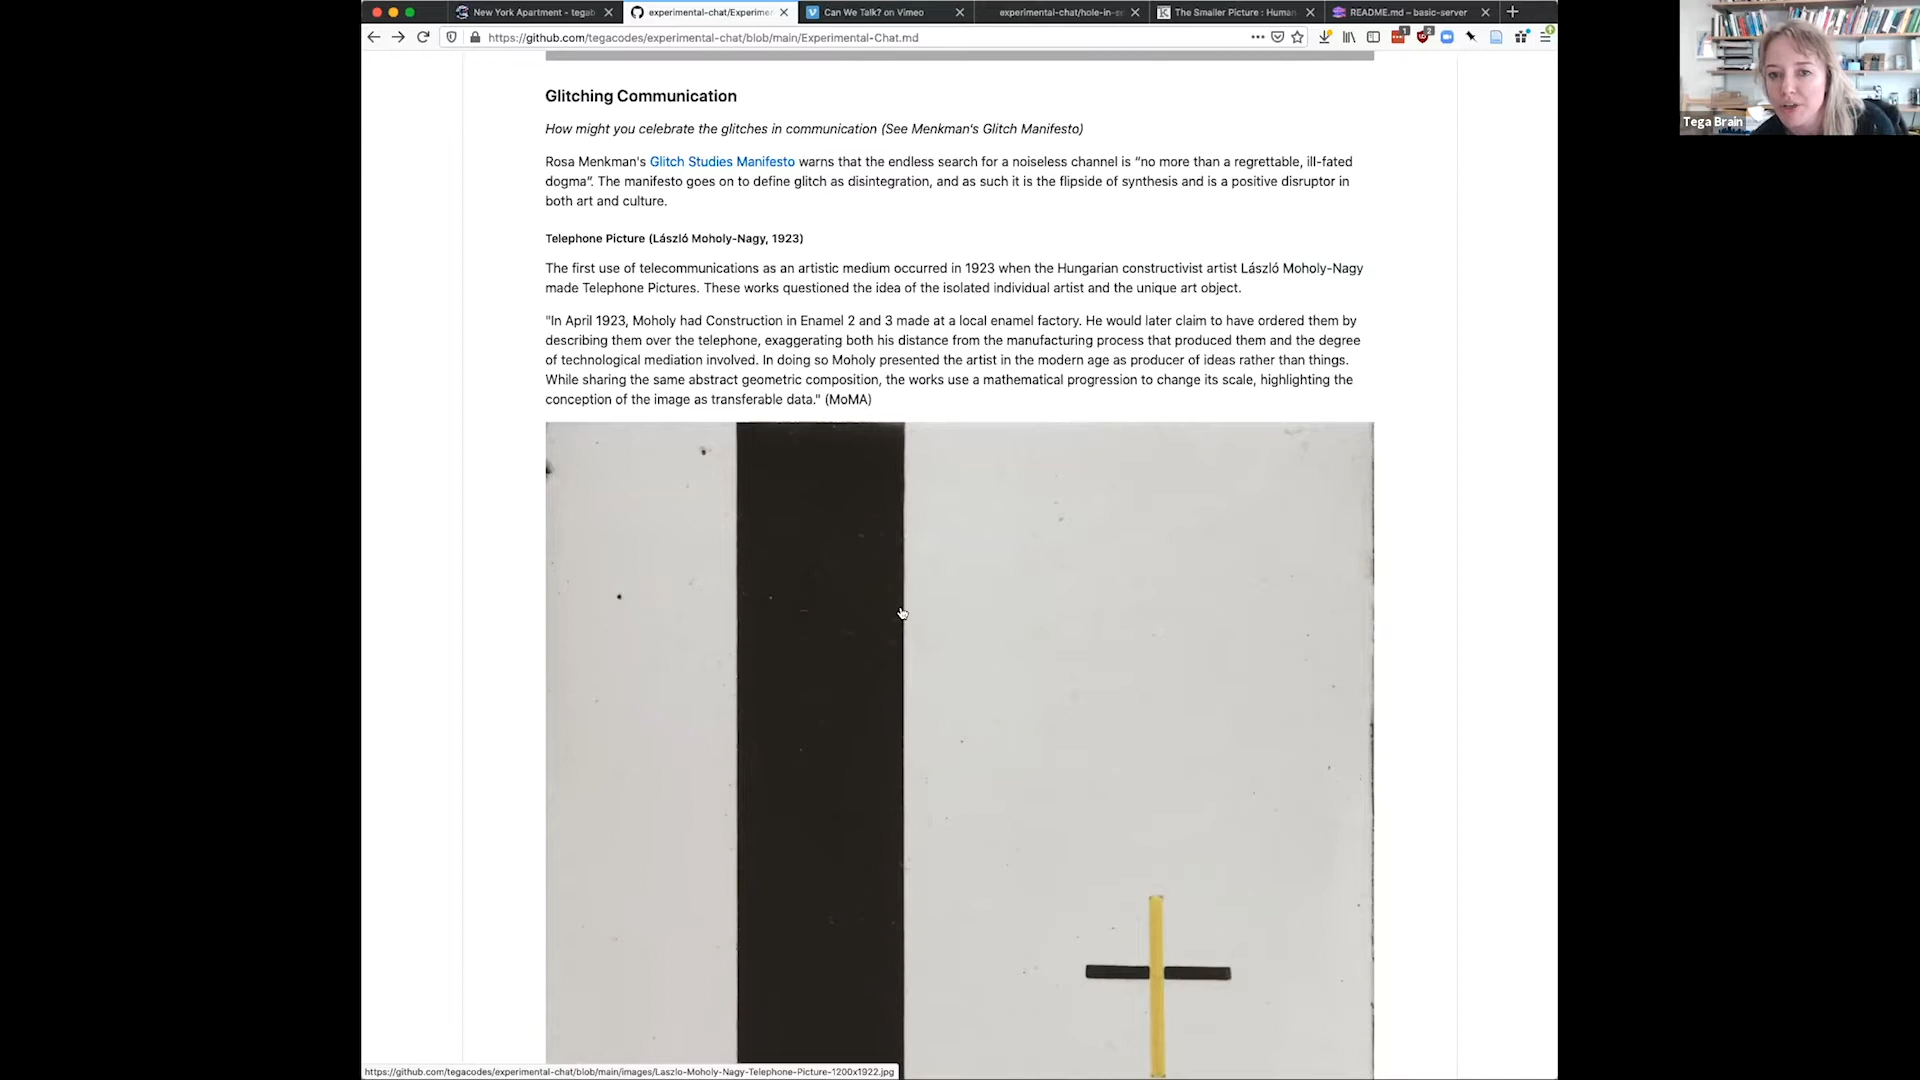 New York Apartment - tegab
experimental-chat/Experimer
Can We Talk? on Vimeo
experimental-chat/hole-in-s
The Smaller Picture : Human
README.md – basic-server
https://github.com/tegacodes/experimental-chat/blob/main/Experimental-Chat.md
Tega Brain
Glitching Communication
How might you celebrate the glitches in communication (See Menkman's Glitch Manifesto)
Rosa Menkman's Glitch Studies Manifesto warns that the endless search for a noiseless channel is “no more than a regrettable, ill-fated
dogma”. The manifesto goes on to define glitch as disintegration, and as such it is the flipside of synthesis and is a positive disruptor in
both art and culture.
Telephone Picture (László Moholy-Nagy, 1923)
The first use of telecommunications as an artistic medium occurred in 1923 when the Hungarian constructivist artist László Moholy-Nagy
made Telephone Pictures. These works questioned the idea of the isolated individual artist and the unique art object.
"In April 1923, Moholy had Construction in Enamel 2 and 3 made at a local enamel factory. He would later claim to have ordered them by
describing them over the telephone, exaggerating both his distance from the manufacturing process that produced them and the degree
of technological mediation involved. In doing so Moholy presented the artist in the modern age as producer of ideas rather than things.
While sharing the same abstract geometric composition, the works use a mathematical progression to change its scale, highlighting the
conception of the image as transferable data." (MoMA)
https://github.com/tegacodes/experimental-chat/blob/main/images/Laszlo-Moholy-Nagy-Telephone-Picture-1200x1922.jpg